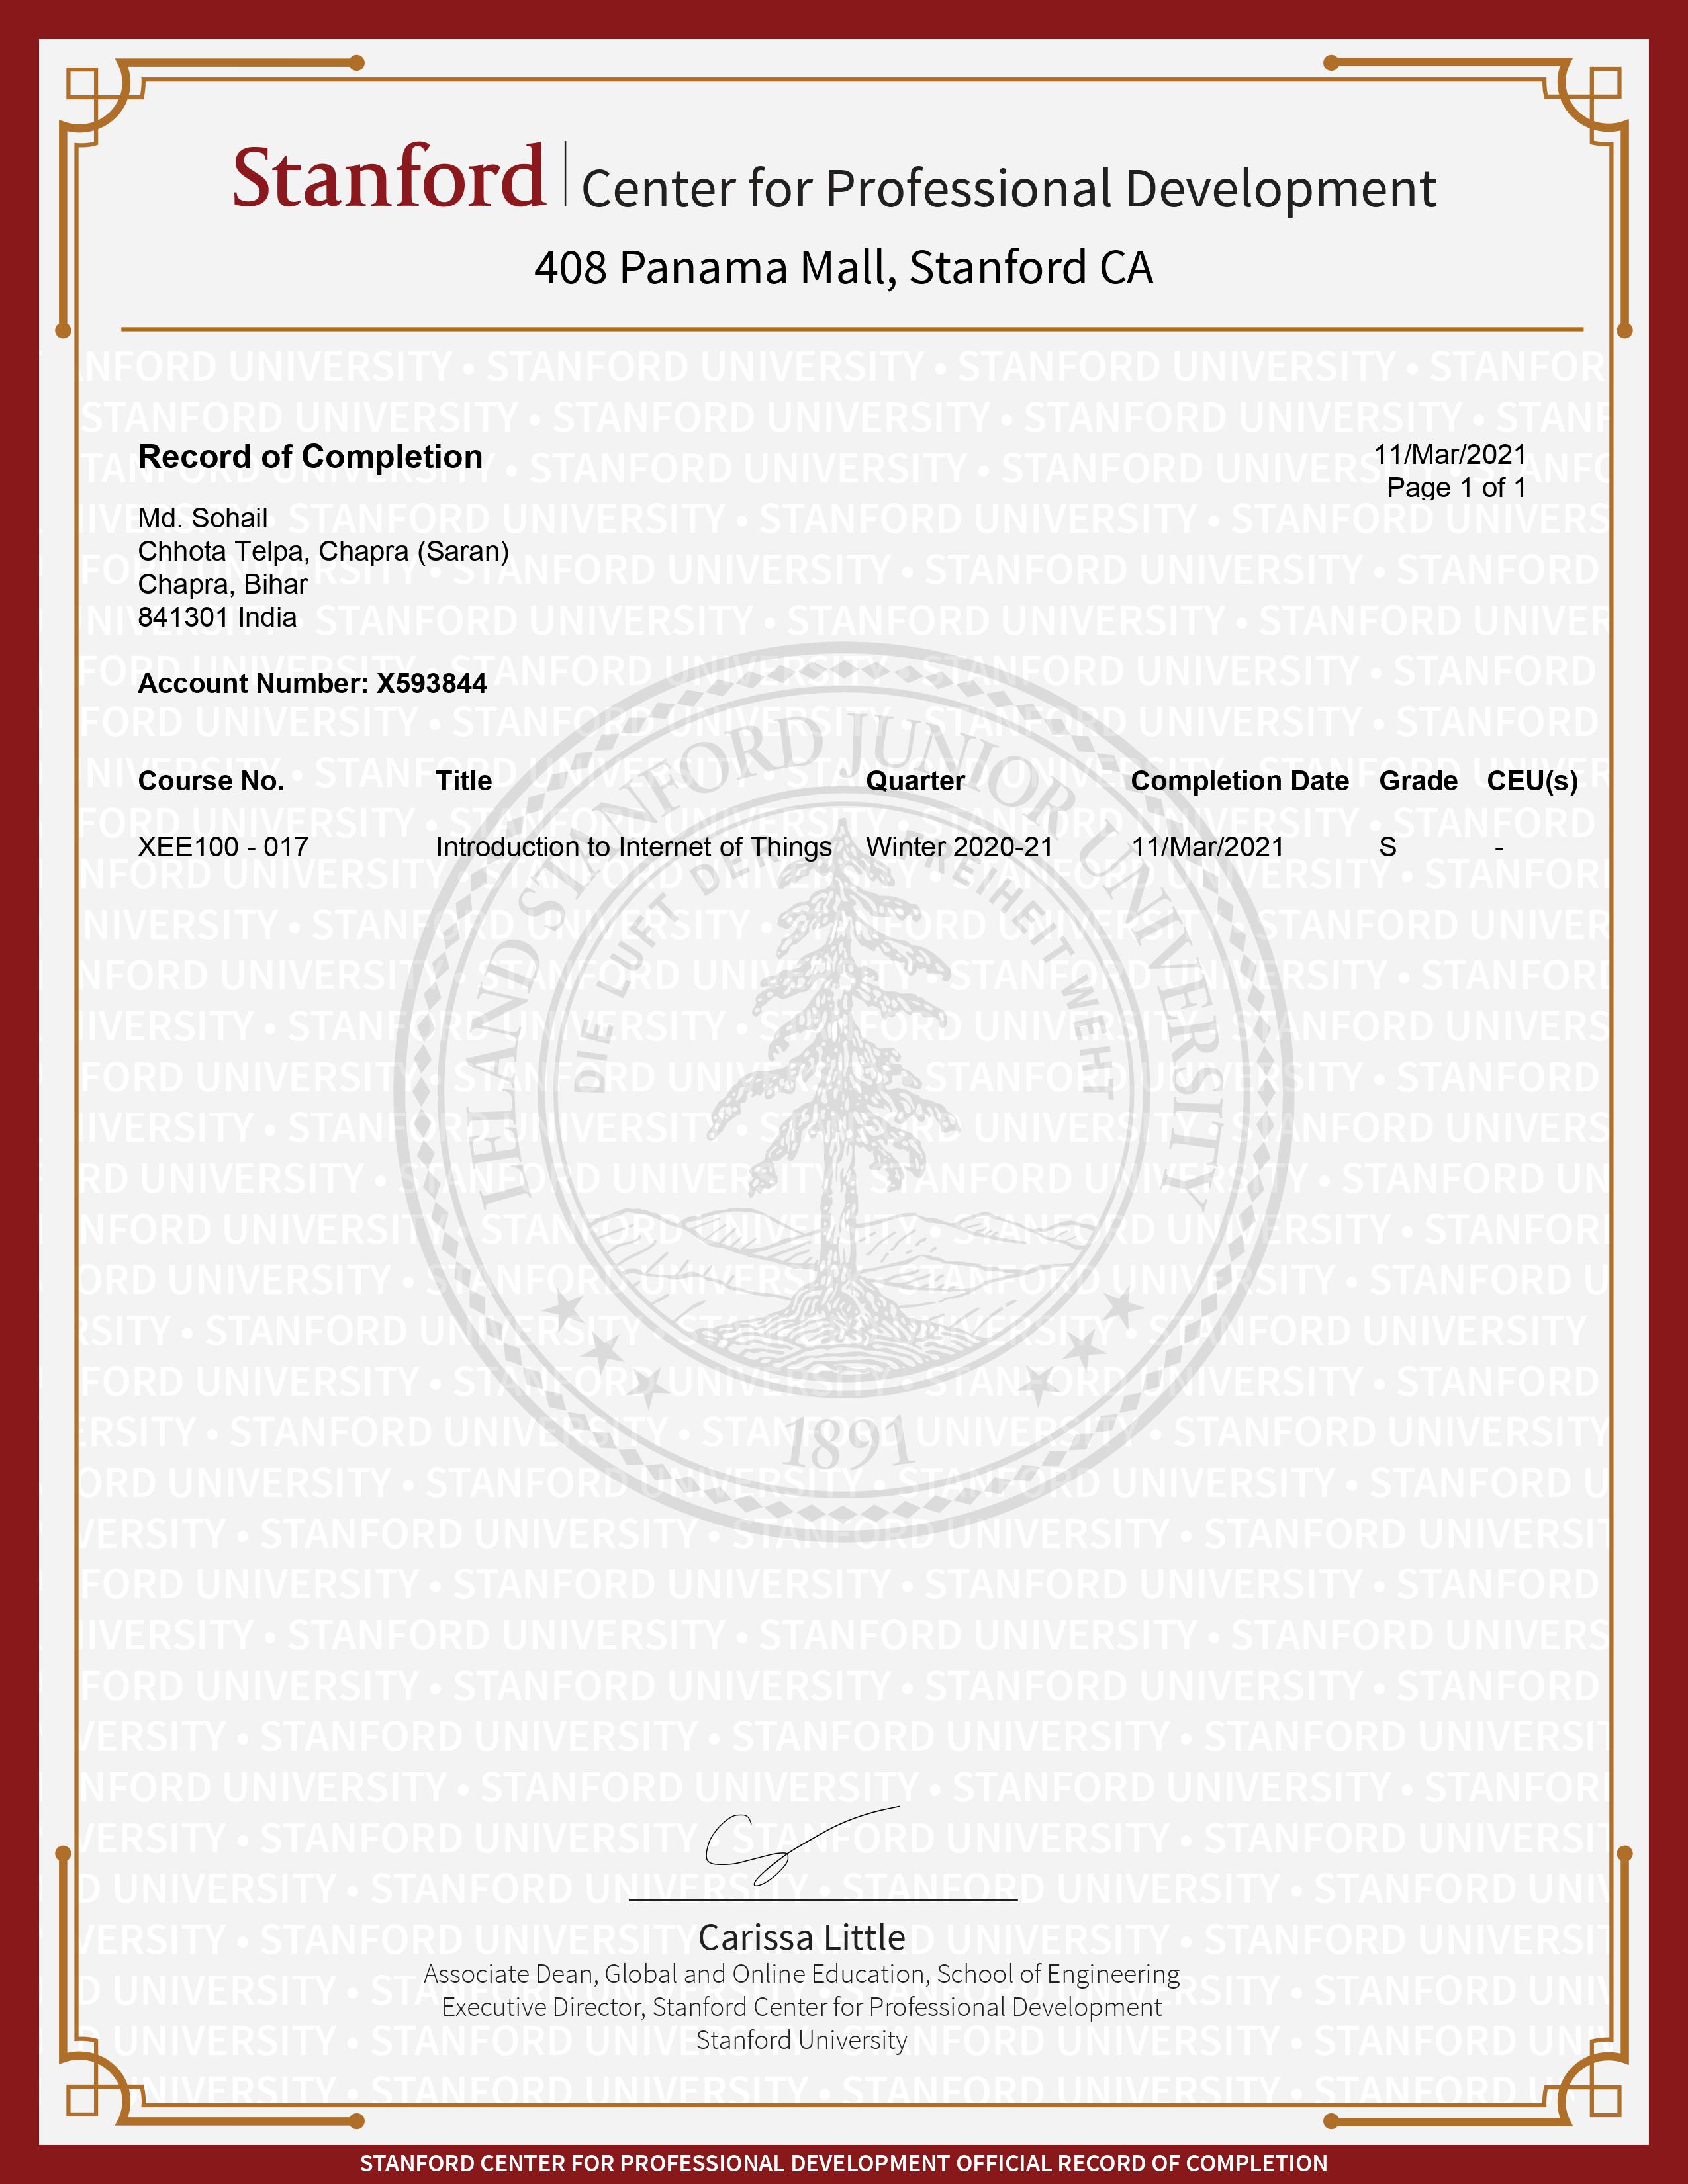 Stanford | Center for Professional Development
408 Panama Mall, Stanford CA
Record of Completion
11/Mar/2021
Page 1 of 1
Md. Sohail
Chhota Telpa, Chapra (Saran)
Chapra, Bihar
841301 India
Account Number: X593844
Course No. Title Quarter Completion Date Grade CEU(s)
XEE100 - 017 Introduction to Internet of Things Winter 2020-21 11/Mar/2021 S -
LELAND STANFORD JUNIOR UNIVERSITY
DIE LUFT DER FREIHEIT WEHT
1891
Carissa Little
Associate Dean, Global and Online Education, School of Engineering
Executive Director, Stanford Center for Professional Development
Stanford University
STANFORD CENTER FOR PROFESSIONAL DEVELOPMENT OFFICIAL RECORD OF COMPLETION